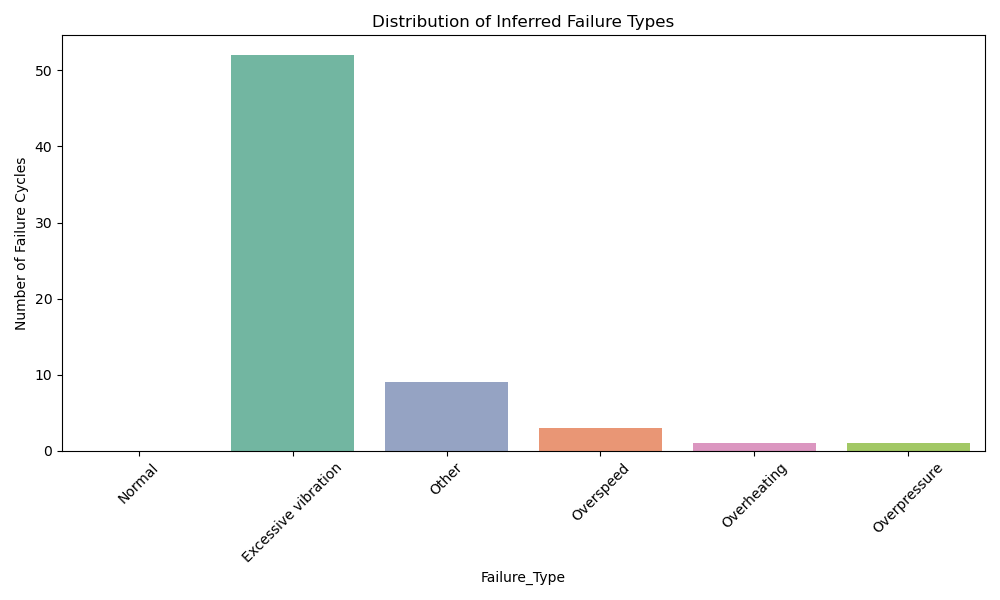 Distribution of Inferred Failure Types
Number of Failure Cycles
50
40
30
20
10
0
Normal
Excessive vibration
Other
Overspeed
Overheating
Overpressure
Failure_Type